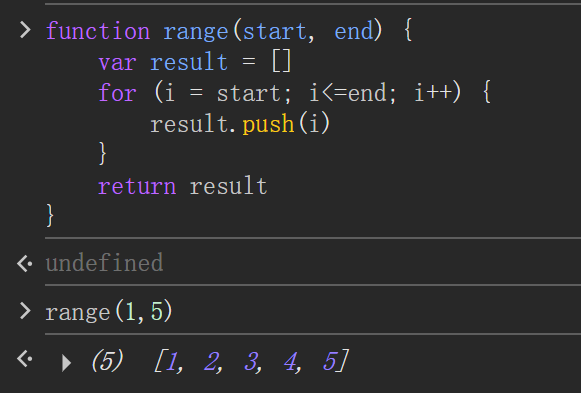 function range(start, end) {
    var result = []
    for (i = start; i<=end; i++) {
        result.push(i)
    }
    return result
}
undefined
range(1,5)
(5) [1, 2, 3, 4, 5]